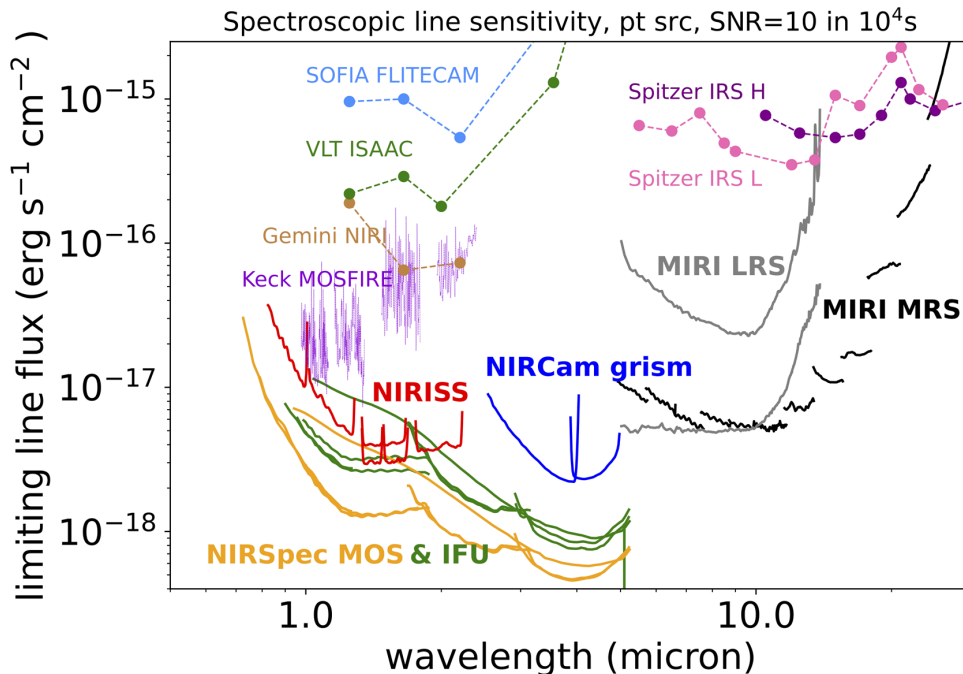 Spectroscopic line sensitivity, pt src, SNR=10 in 10⁴s
limiting line flux (erg s⁻¹ cm⁻²)
10⁻¹⁵
10⁻¹⁶
10⁻¹⁷
10⁻¹⁸
SOFIA FLITECAM
VLT ISAAC
Gemini NIRI
Keck MOSFIRE
NIRISS
NIRCam grism
NIRSpec MOS & IFU
Spitzer IRS H
Spitzer IRS L
MIRI LRS
MIRI MRS
1.0
10.0
wavelength (micron)